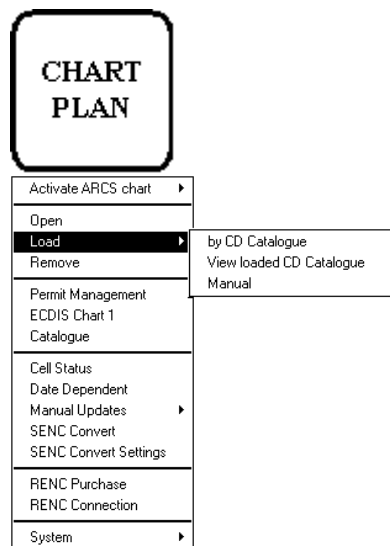 CHART
PLAN
Activate ARCS chart
Open
Load
by CD Catalogue
View loaded CD Catalogue
Manual
Remove
Permit Management
ECDIS Chart 1
Catalogue
Cell Status
Date Dependent
Manual Updates
SENC Convert
SENC Convert Settings
RENC Purchase
RENC Connection
System